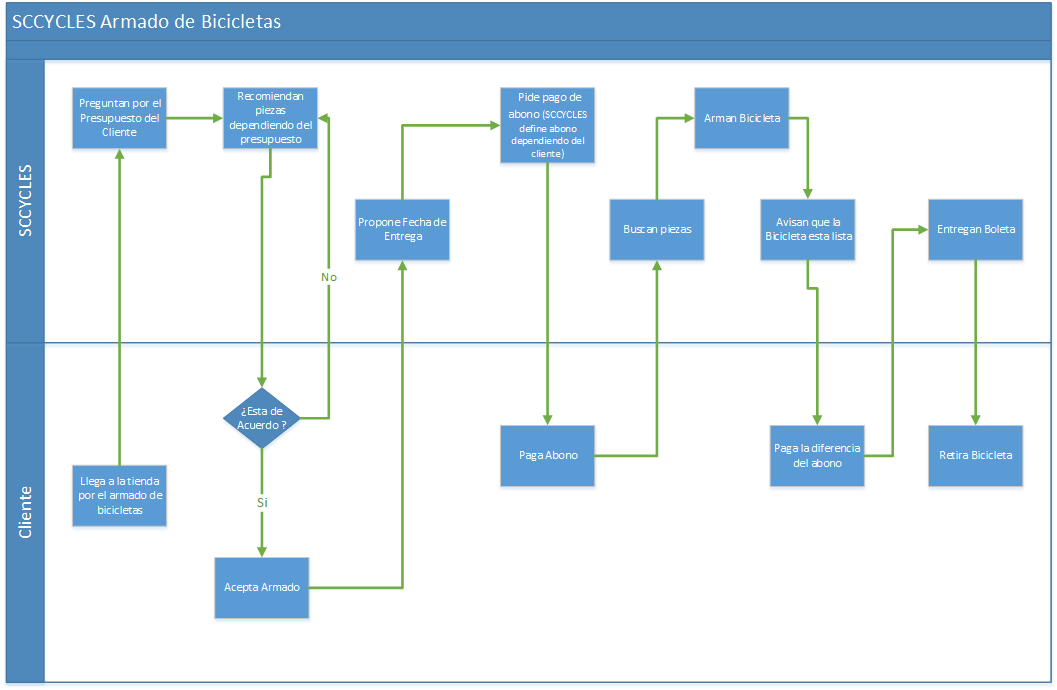 SCCYCLES Armado de Bicicletas
SCCYCLES
Preguntan por el
Presupuesto del
Cliente
Recomiendan
piezas
dependiendo del
presupuesto
Propone Fecha de
Entrega
Pide pago de
abono (SCCYCLES
define abono
dependiendo del
cliente)
Buscan piezas
Arman Bicicleta
Avisan que la
Bicicleta esta lista
Entregan Boleta
No
Cliente
Llega a la tienda
por el armado de
bicicletas
¿Esta de
Acuerdo ?
Si
Acepta Armado
Paga Abono
Paga la diferencia
del abono
Retira Bicicleta